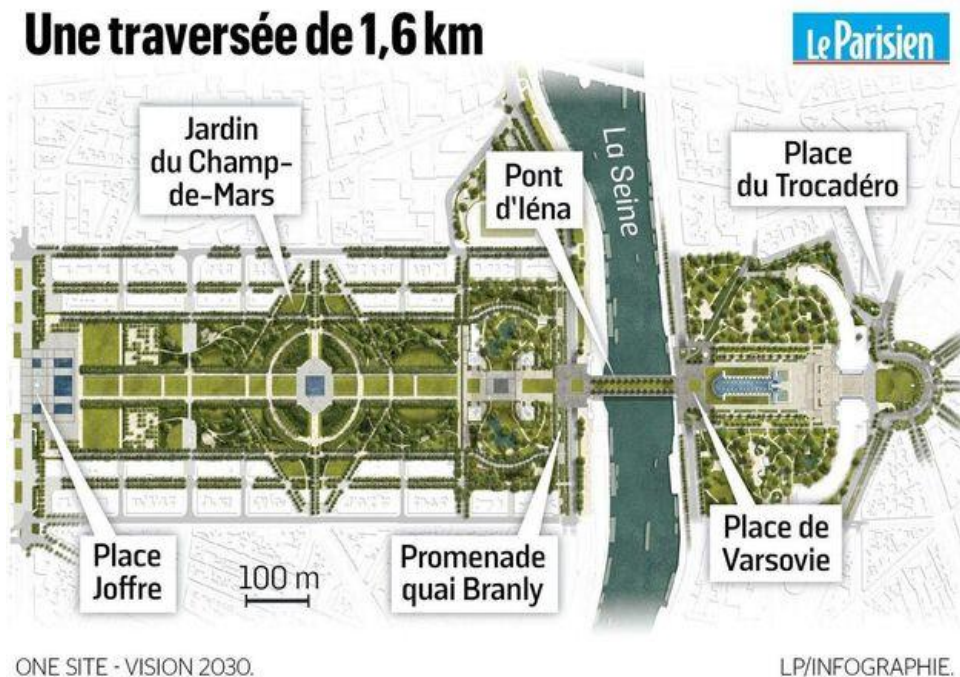 Une traversée de 1,6 km
Le Parisien
Jardin
du Champ-
de-Mars
Pont
d'Iéna
La Seine
Place
du Trocadéro
Place
Joffre
100 m
Promenade
quai Branly
Place de
Varsovie
ONE SITE - VISION 2030.
LP/INFOGRAPHIE.